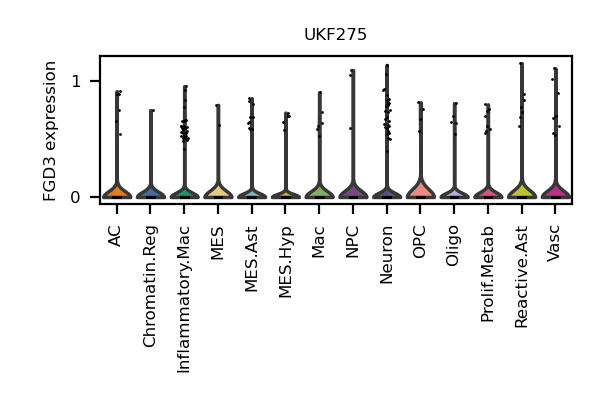 UKF275
FGD3 expression
1
0
AC
Chromatin.Reg
Inflammatory.Mac
MES
MES.Ast
MES.Hyp
Mac
NPC
Neuron
OPC
Oligo
Prolif.Metab
Reactive.Ast
Vasc